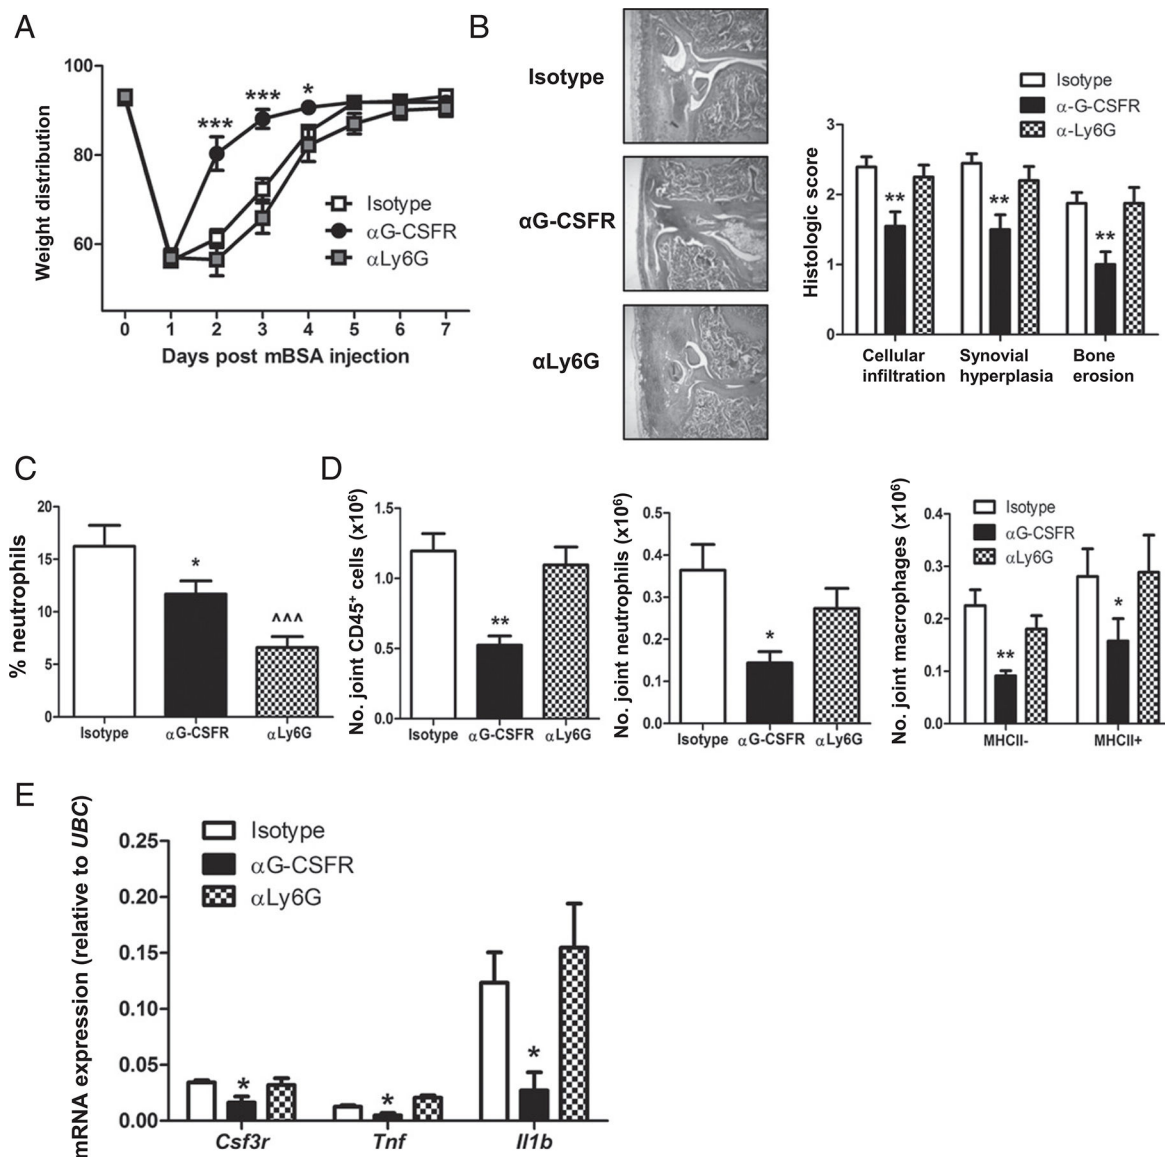 A
100
80
60
Weight distribution
***
***
*
Isotype
αG-CSFR
αLy6G
0 1 2 3 4 5 6 7
Days post mBSA injection
B
Isotype
αG-CSFR
αLy6G
Isotype
α-G-CSFR
α-Ly6G
3
2
1
0
Histologic score
**
**
**
Cellular
infiltration
Synovial
hyperplasia
Bone
erosion
C
20
15
10
5
0
% neutrophils
*
^^^
Isotype αG-CSFR αLy6G
D
1.5
1.0
0.5
0.0
No. joint CD45⁺ cells (x10⁶)
**
Isotype αG-CSFR αLy6G
0.5
0.4
0.3
0.2
0.1
0.0
No. joint neutrophils (x10⁶)
*
Isotype αG-CSFR αLy6G
0.4
0.3
0.2
0.1
0.0
No. joint macrophages (x10⁶)
Isotype
αG-CSFR
αLy6G
**
*
MHCII- MHCII+
E
0.25
0.20
0.15
0.10
0.05
0.00
mRNA expression (relative to UBC)
Isotype
αG-CSFR
αLy6G
*
*
*
Csf3r Tnf Il1b